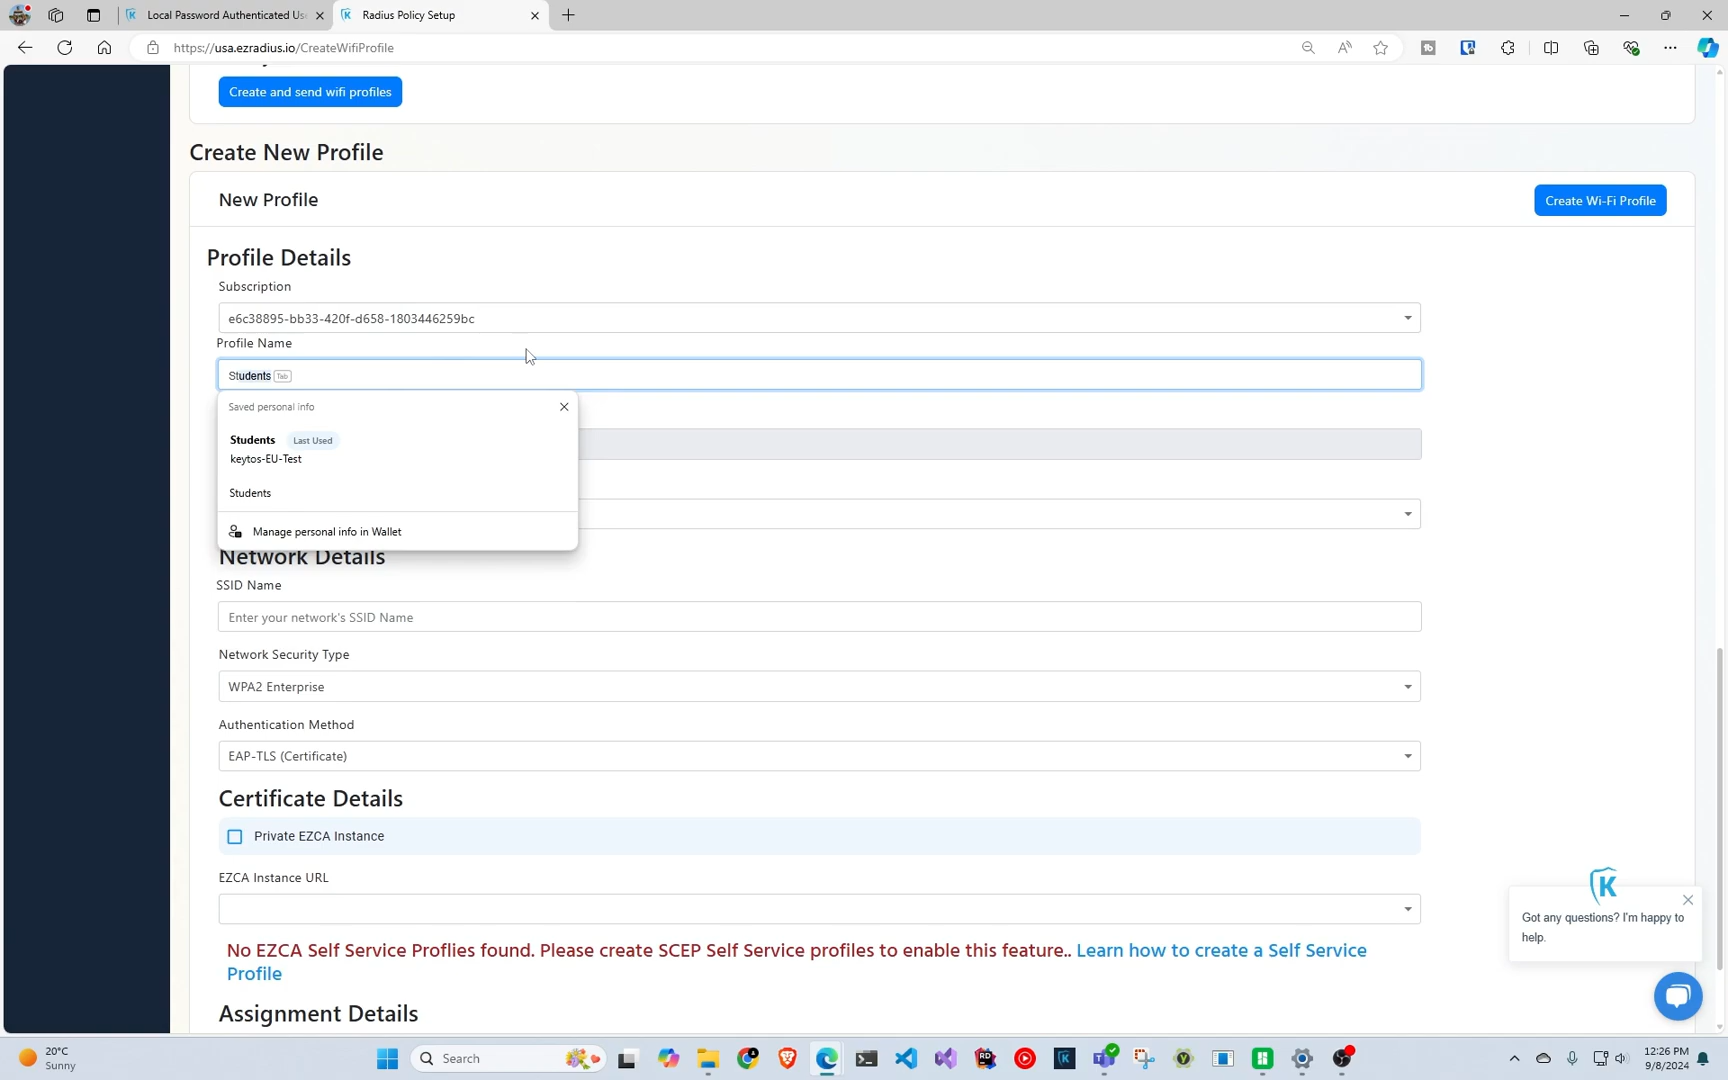 Local Password Authenticated Us
Radius Policy Setup
https://usa.ezradius.io/CreateWifiProfile
Create and send wifi profiles
Create New Profile
New Profile
Create Wi-Fi Profile
Profile Details
Subscription
e6c38895-bb33-420f-d658-1803446259bc
Profile Name
Students Tab
Saved personal info
Students Last Used
keytos-EU-Test
Students
Manage personal info in Wallet
Network Details
SSID Name
Enter your network's SSID Name
Network Security Type
WPA2 Enterprise
Authentication Method
EAP-TLS (Certificate)
Certificate Details
Private EZCA Instance
EZCA Instance URL
No EZCA Self Service Proflies found. Please create SCEP Self Service profiles to enable this feature.. Learn how to create a Self Service
Profile
Assignment Details
K
Got any questions? I'm happy to
help.
20°C
Sunny
Search
12:26 PM
9/8/2024